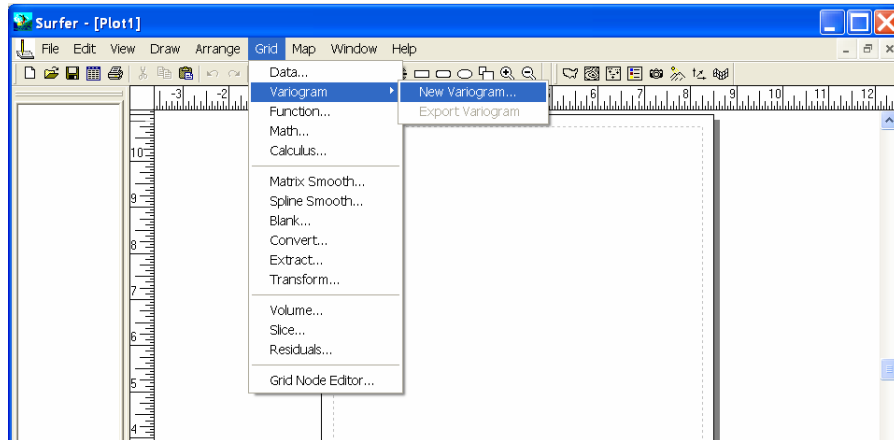 Surfer - [Plot1]
File Edit View Draw Arrange Grid Map Window Help
Data...
Variogram
New Variogram...
Export Variogram
Function...
Math...
Calculus...
Matrix Smooth...
Spline Smooth...
Blank...
Convert...
Extract...
Transform...
Volume...
Slice...
Residuals...
Grid Node Editor...
-3 -2 6 7 8 9 10 11 12
10
9
8
7
6
5
4